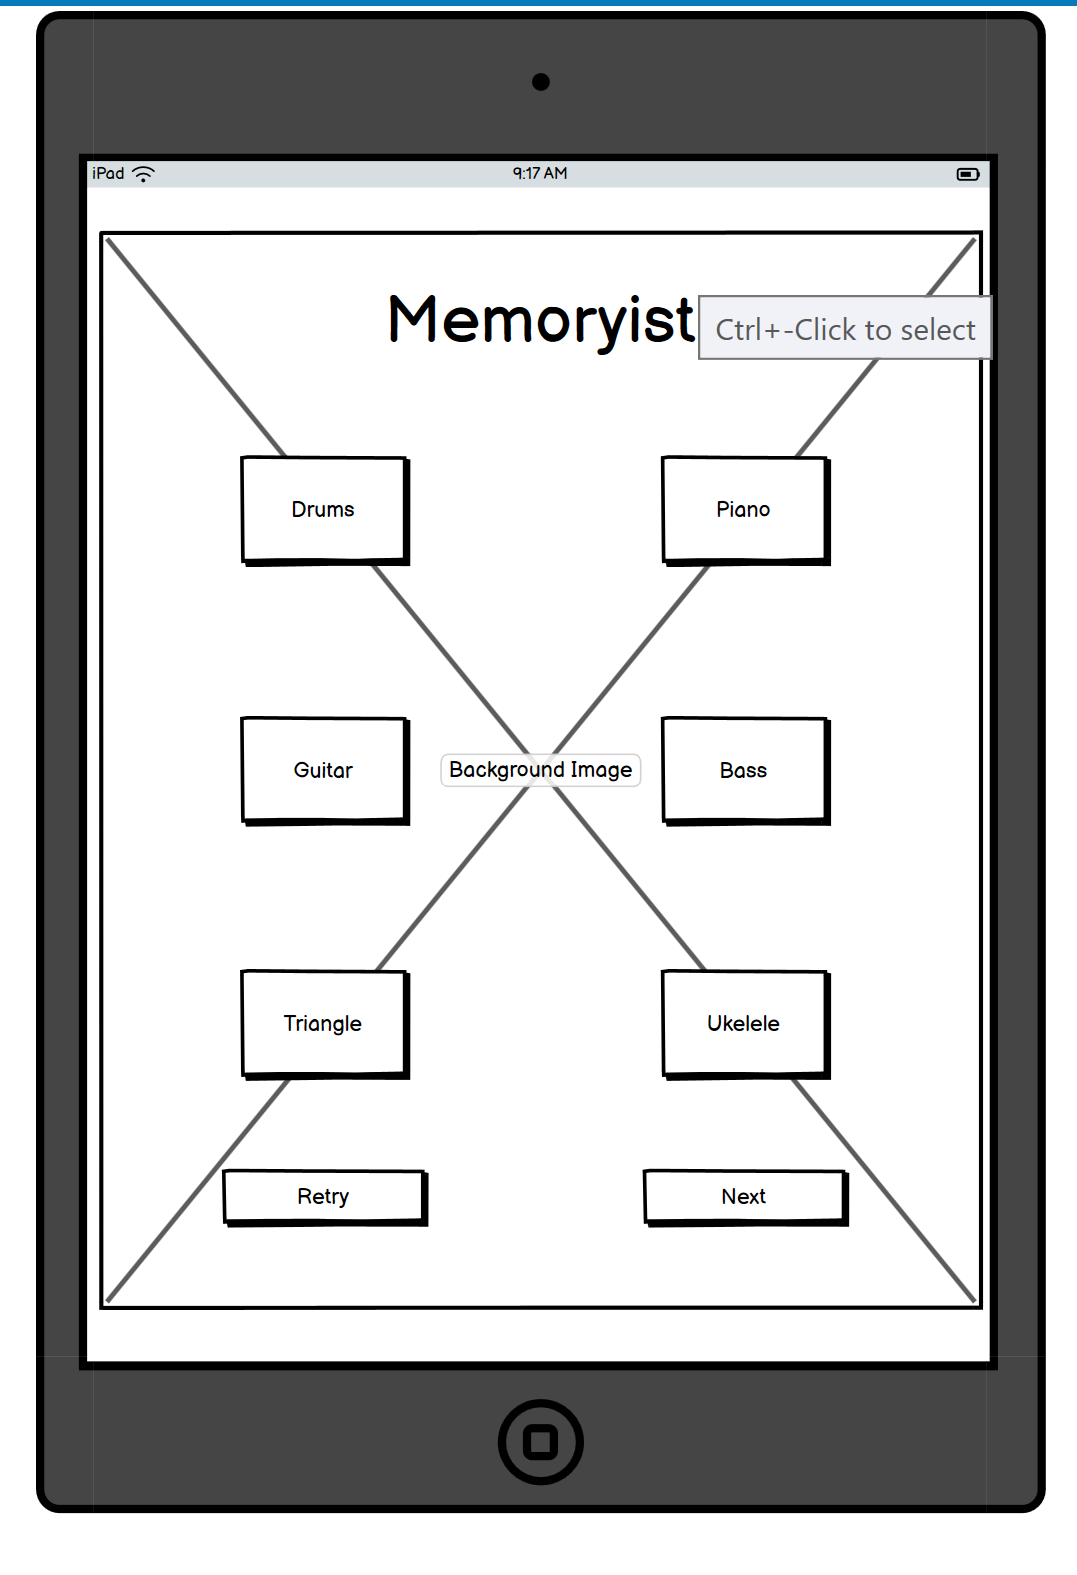 iPad 9:17 AM
Memoryist
Ctrl+-Click to select
Drums Piano
Guitar Background Image Bass
Triangle Ukelele
Retry Next